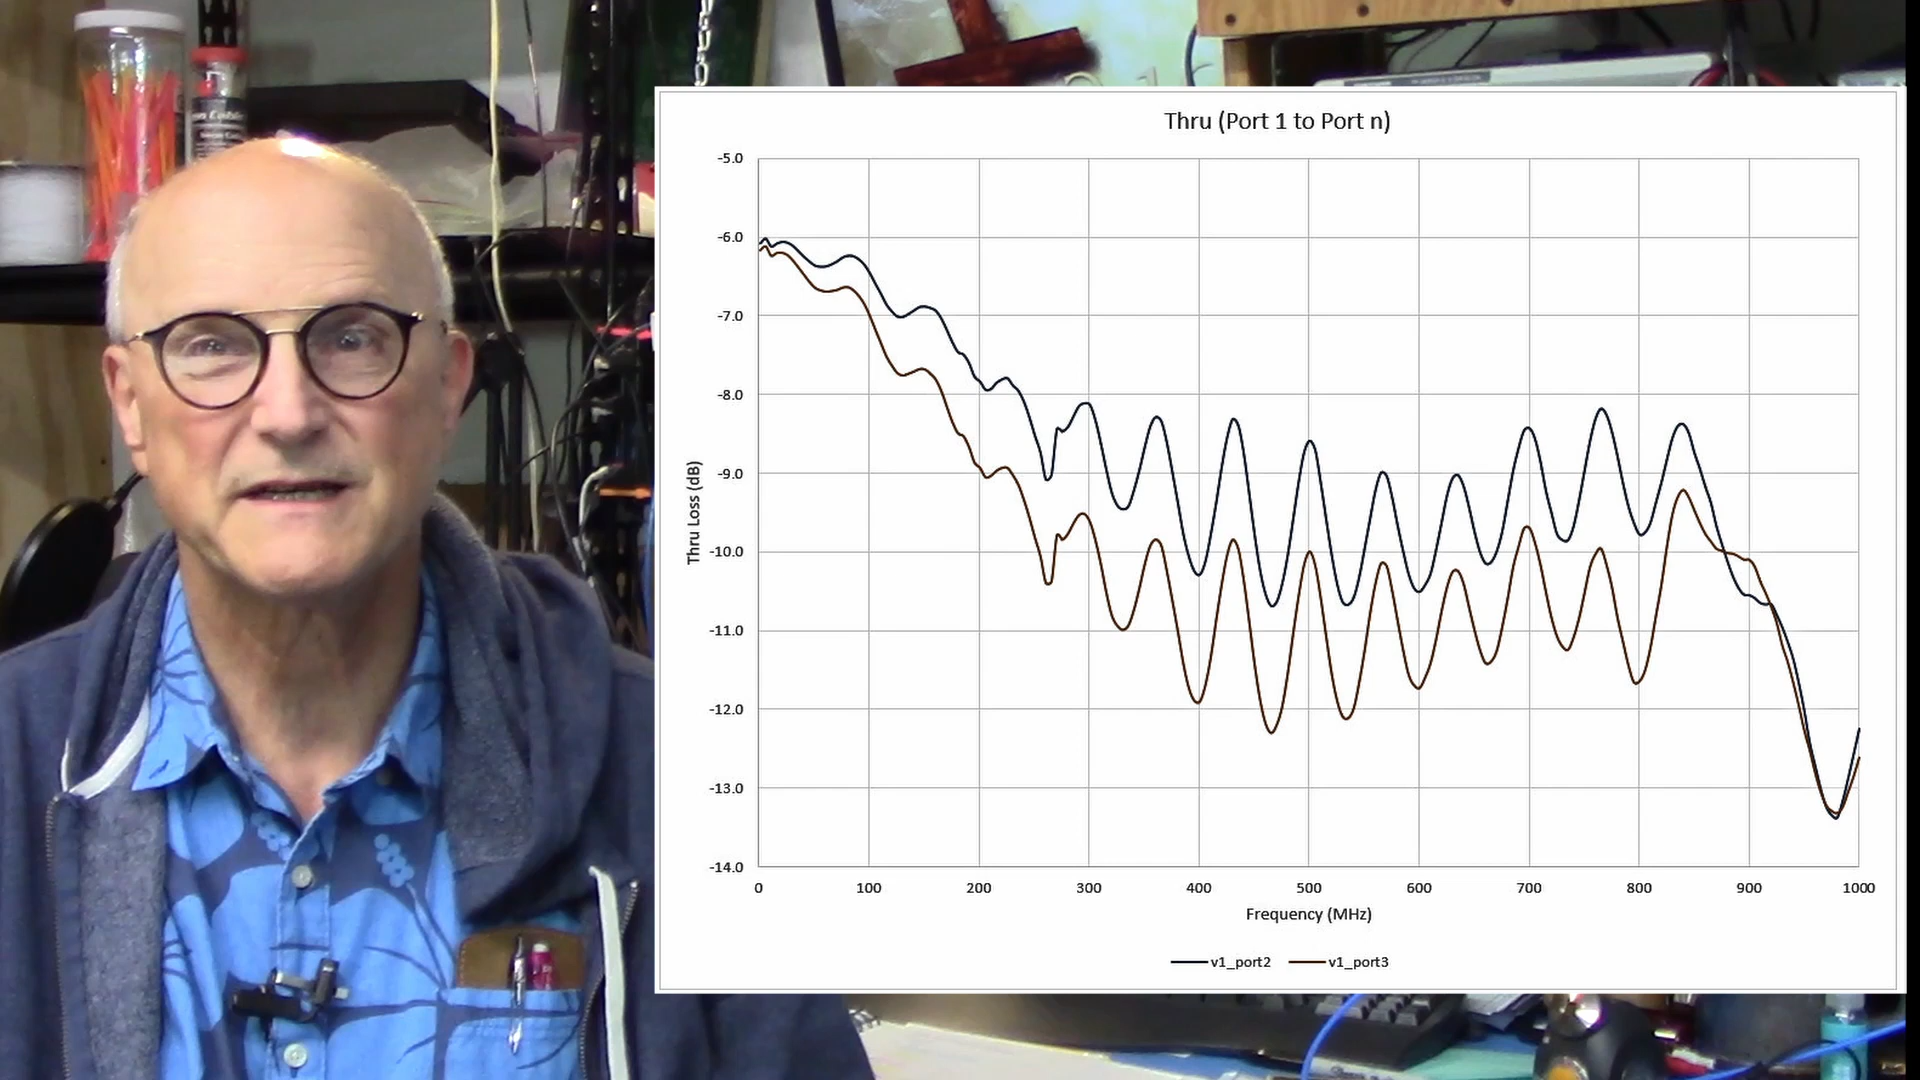 Thru (Port 1 to Port n)
-5.0
-6.0
-7.0
-8.0
-9.0
-10.0
-11.0
-12.0
-13.0
-14.0
Thru Loss (dB)
0 100 200 300 400 500 600 700 800 900 1000
Frequency (MHz)
v1_port2 v1_port3